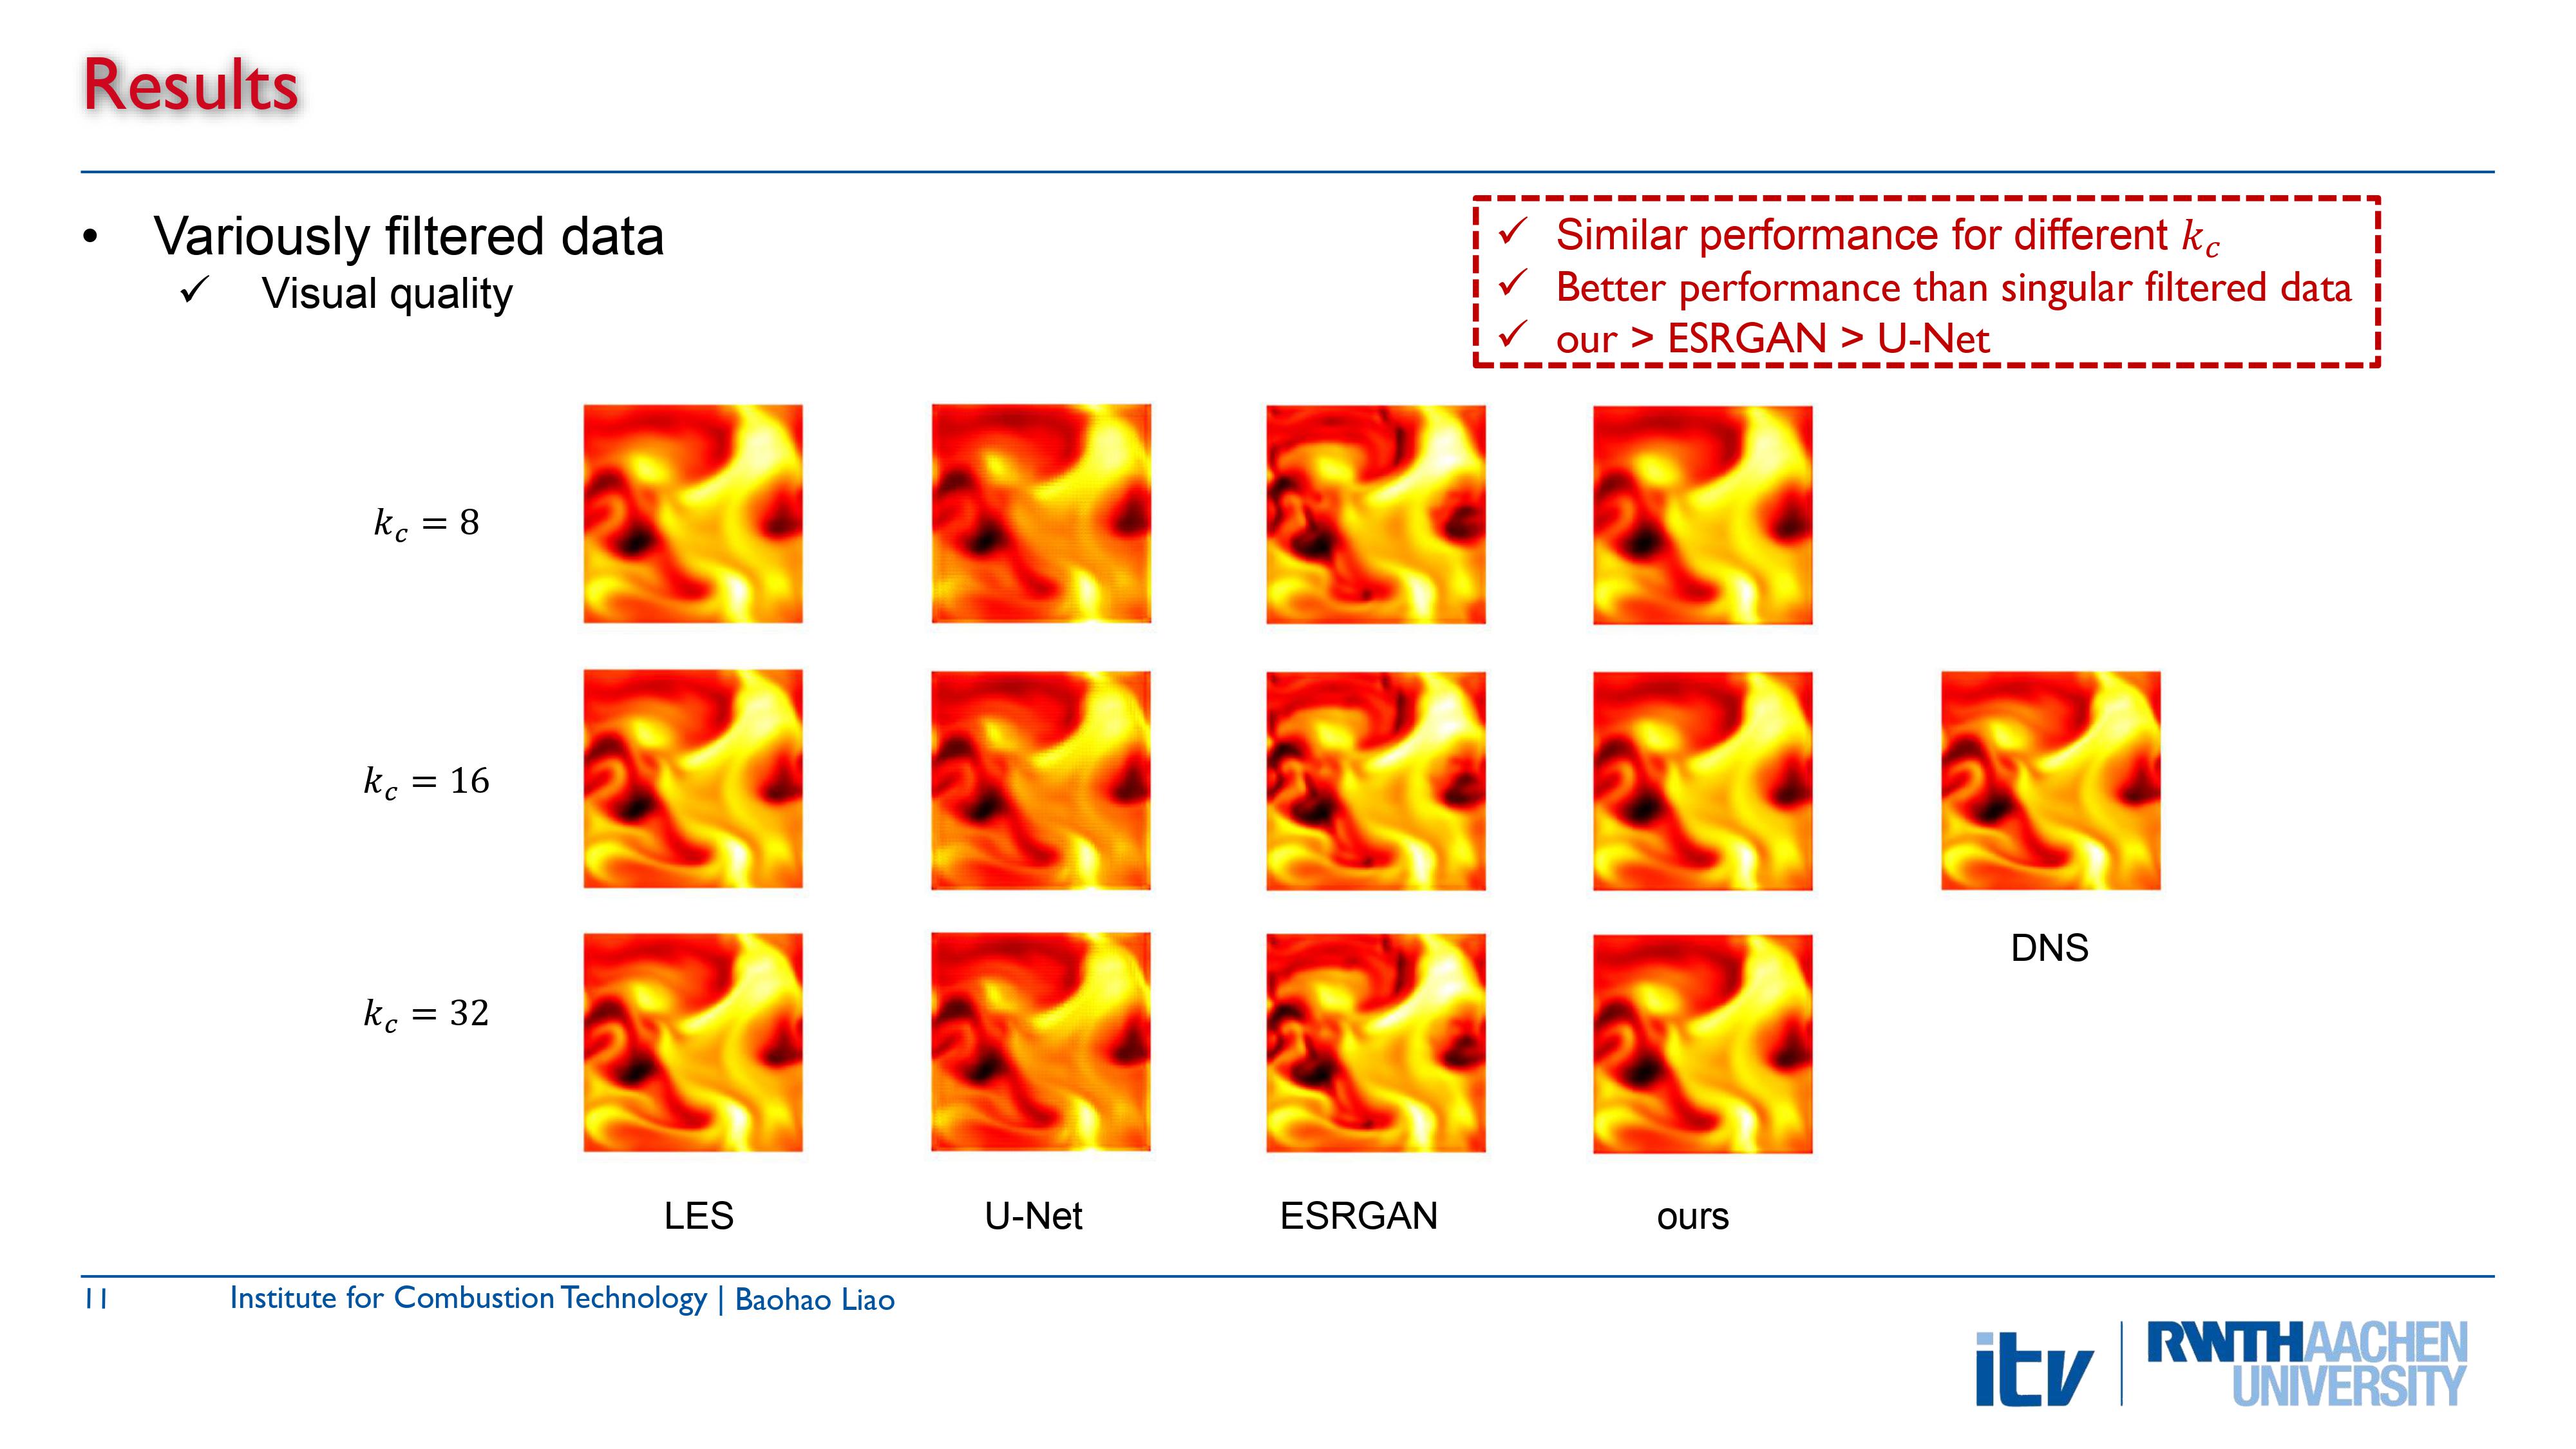 Results
• Variously filtered data
✓ Visual quality
✓ Similar performance for different k_c
✓ Better performance than singular filtered data
✓ our > ESRGAN > U-Net
k_c = 8
k_c = 16
k_c = 32
DNS
LES U-Net ESRGAN ours
11 Institute for Combustion Technology | Baohao Liao
itv RWTH AACHEN
UNIVERSITY